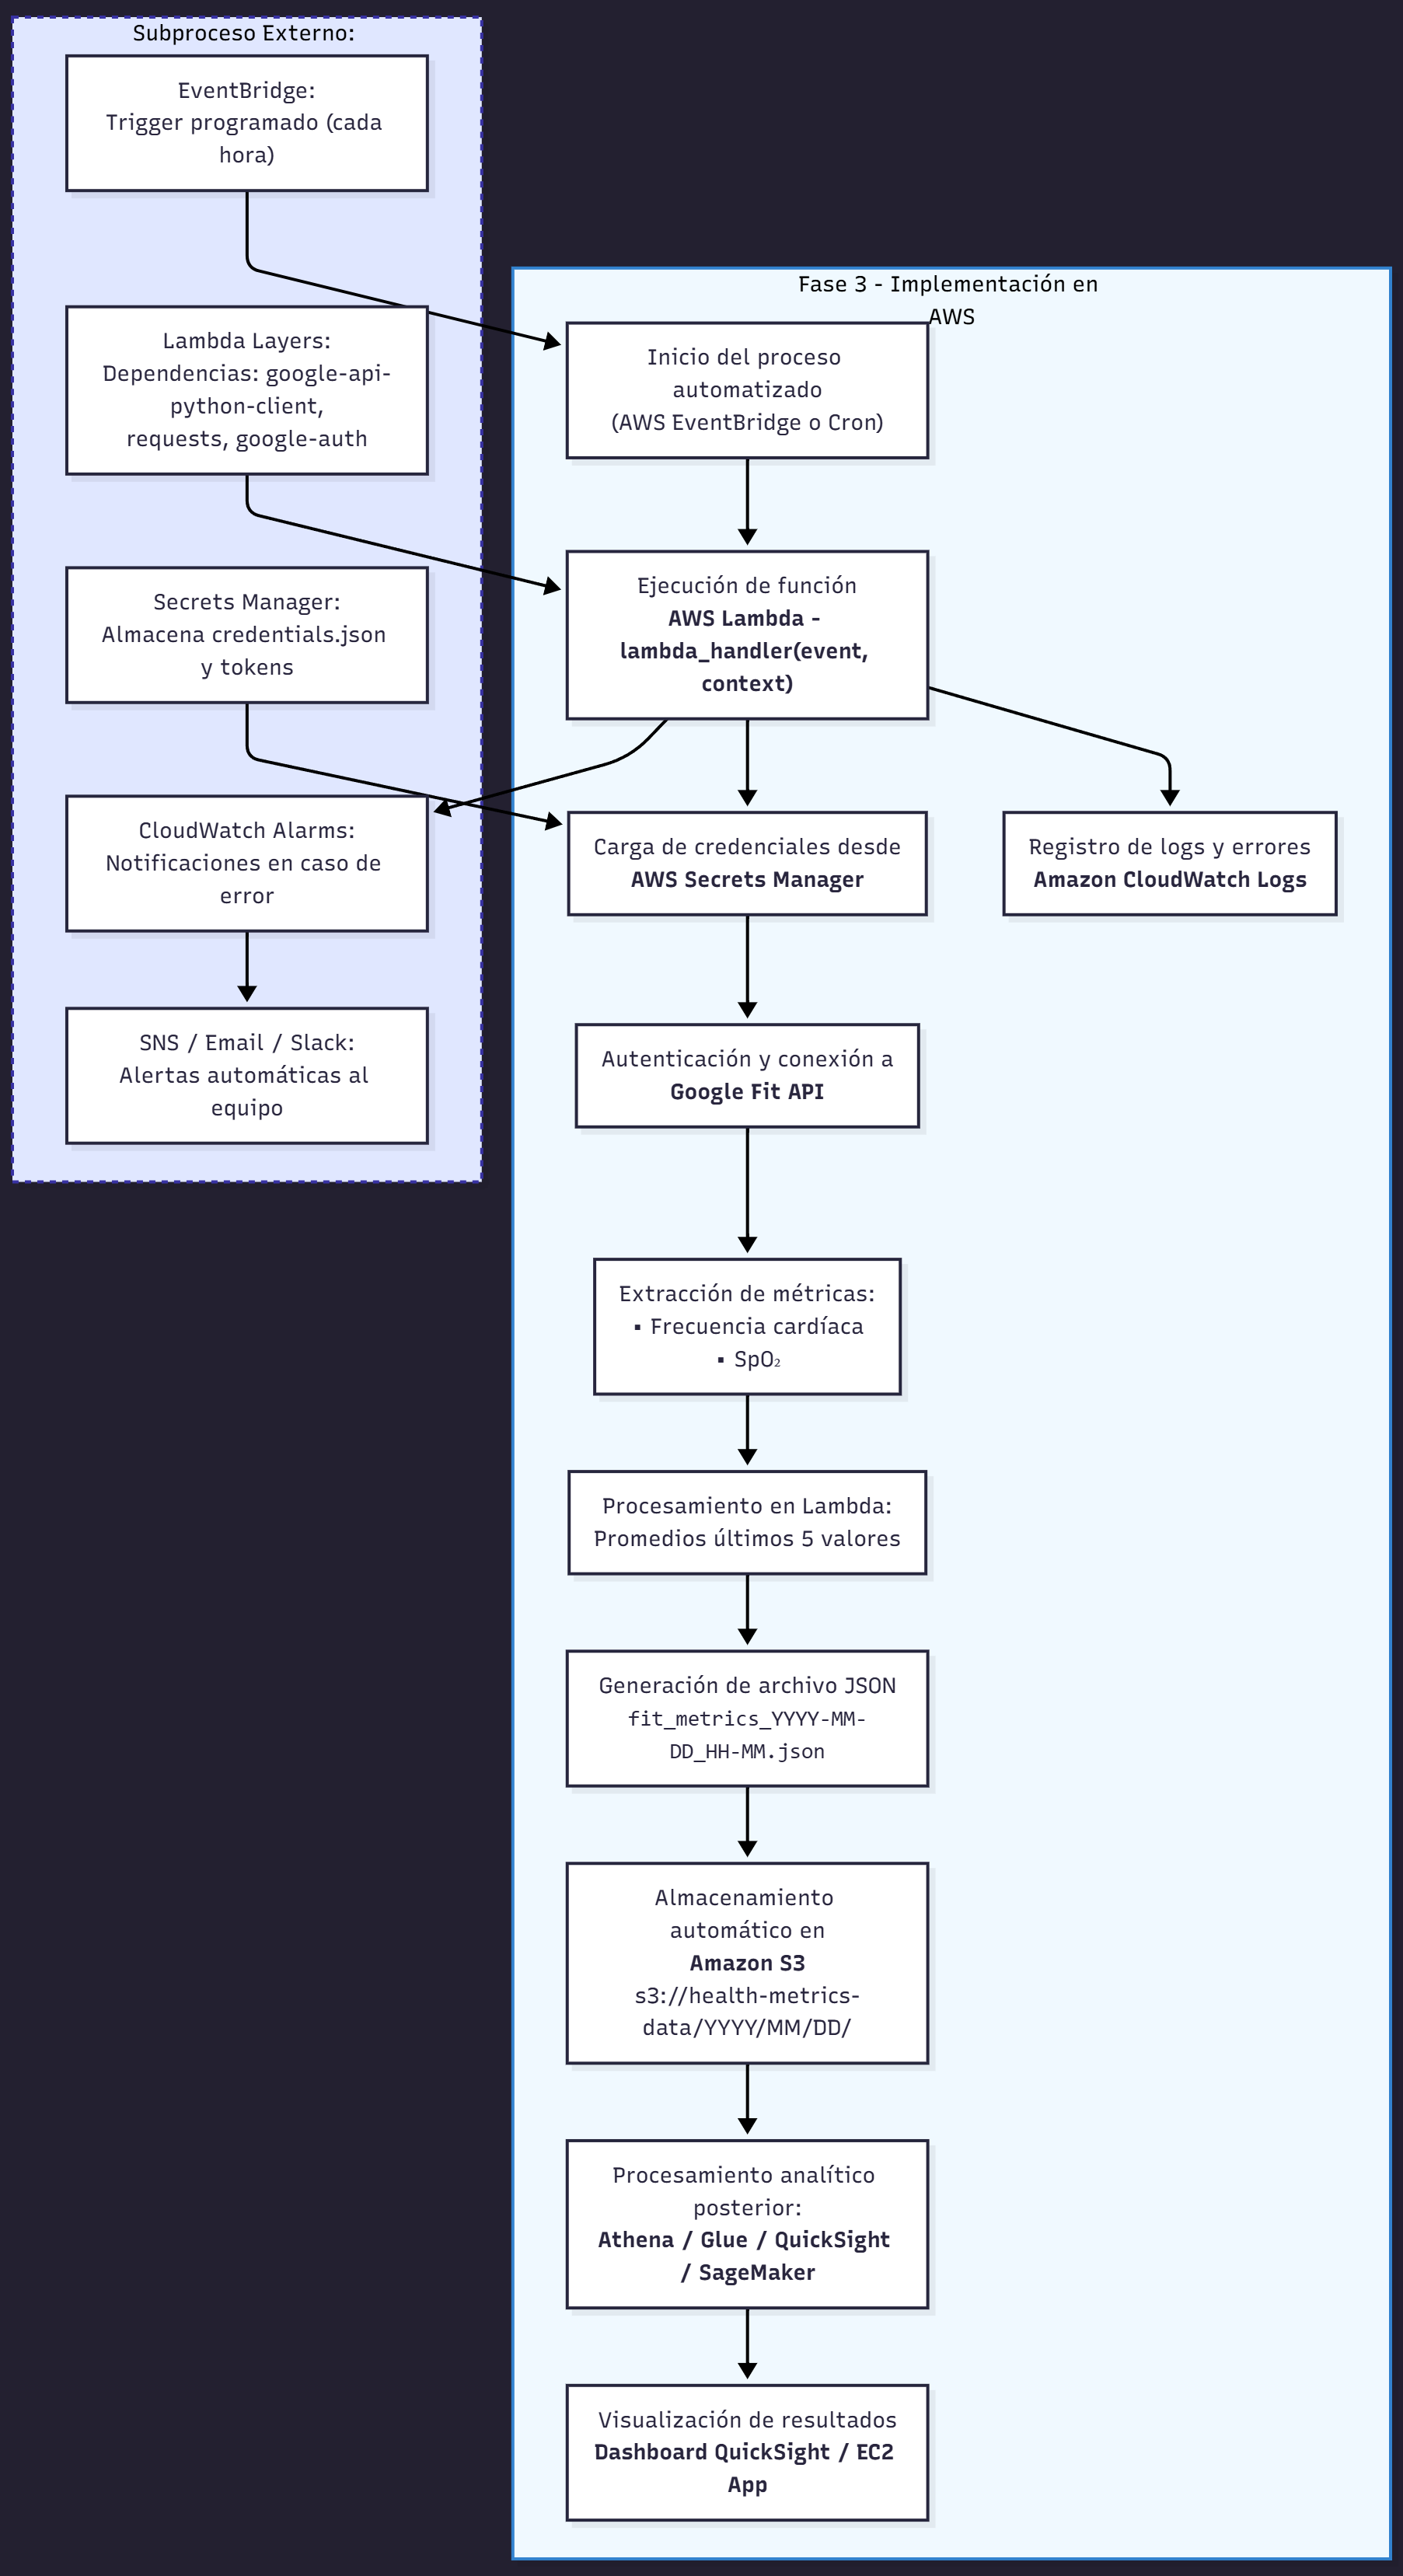 Subproceso Externo:
EventBridge:
Trigger programado (cada
hora)
Lambda Layers:
Dependencias: google-api-
python-client,
requests, google-auth
Secrets Manager:
Almacena credentials.json
y tokens
CloudWatch Alarms:
Notificaciones en caso de
error
SNS / Email / Slack:
Alertas automáticas al
equipo
Fase 3 - Implementación en
AWS
Inicio del proceso
automatizado
(AWS EventBridge o Cron)
Ejecución de función
AWS Lambda -
lambda_handler(event,
context)
Carga de credenciales desde
AWS Secrets Manager
Registro de logs y errores
Amazon CloudWatch Logs
Autenticación y conexión a
Google Fit API
Extracción de métricas:
▪ Frecuencia cardíaca
▪ SpO₂
Procesamiento en Lambda:
Promedios últimos 5 valores
Generación de archivo JSON
fit_metrics_YYYY-MM-
DD_HH-MM.json
Almacenamiento
automático en
Amazon S3
s3://health-metrics-
data/YYYY/MM/DD/
Procesamiento analítico
posterior:
Athena / Glue / QuickSight
/ SageMaker
Visualización de resultados
Dashboard QuickSight / EC2
App